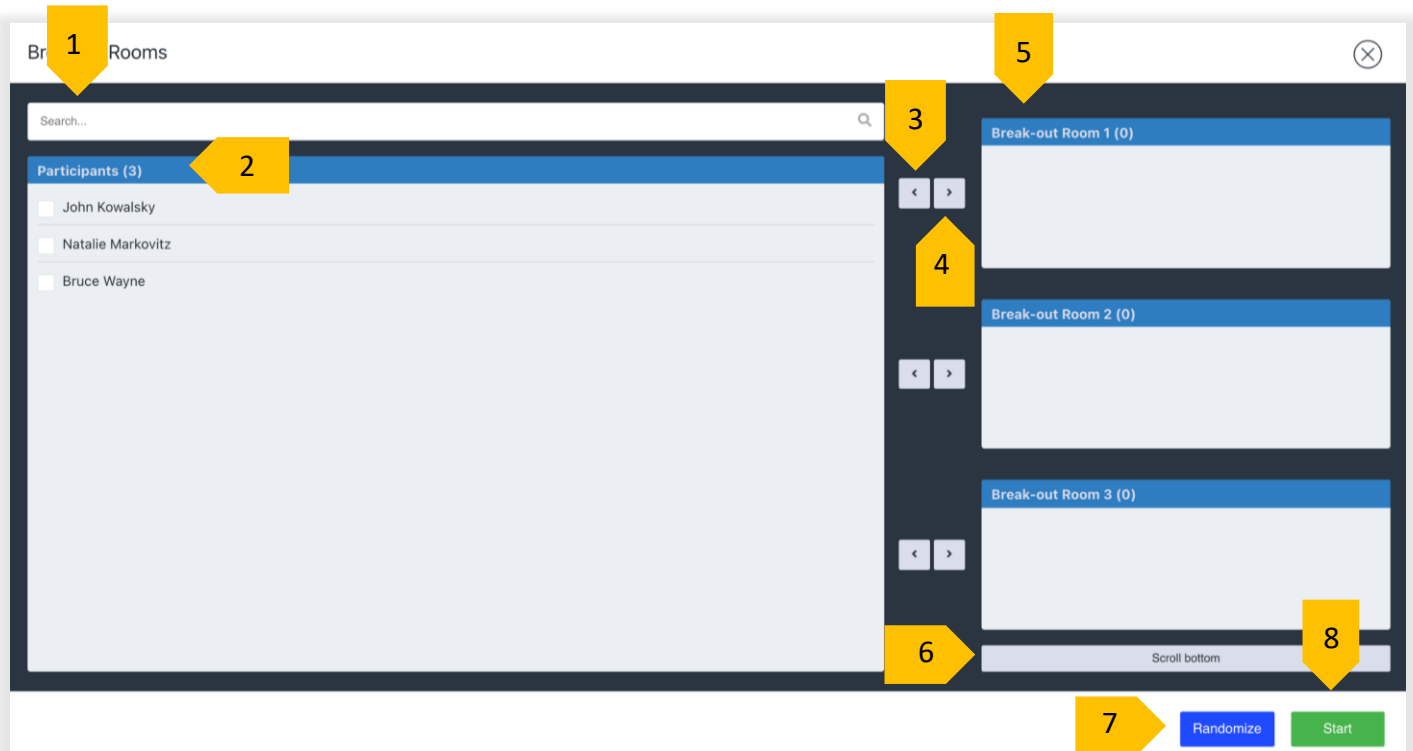 1
Br Rooms
5
Search...
3
Break-out Room 1 (0)
Participants (3)
2
< >
John Kowalsky
Natalie Markovitz
4
Bruce Wayne
Break-out Room 2 (0)
< >
Break-out Room 3 (0)
< >
6
Scroll bottom
8
7
Randomize
Start